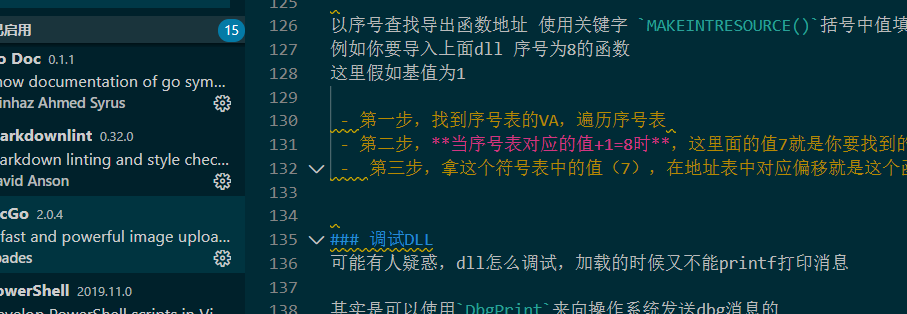 已启用 15
o Doc 0.1.1
how documentation of go sym...
inhaz Ahmed Syrus
arkdownlint 0.32.0
arkdown linting and style chec...
avid Anson
icGo 2.0.4
fast and powerful image uploa...
pades
owerShell 2019.11.0
evelop PowerShell scripts in Vi
125
126 以序号查找导出函数地址 使用关键字 `MAKEINTRESOURCE()`括号中值填
127 例如你要导入上面dll 序号为8的函数
128 这里假如基值为1
129
130 - 第一步，找到序号表的VA，遍历序号表
131 - 第二步，**当序号表对应的值+1=8时**，这里面的值7就是你要找到的
132 - 第三步，拿这个符号表中的值（7），在地址表中对应偏移就是这个函
133
134
135 ### 调试DLL
136 可能有人疑惑，dll怎么调试，加载的时候又不能printf打印消息
137
138 其实是可以使用`DbgPrint`来向操作系统发送dbg消息的